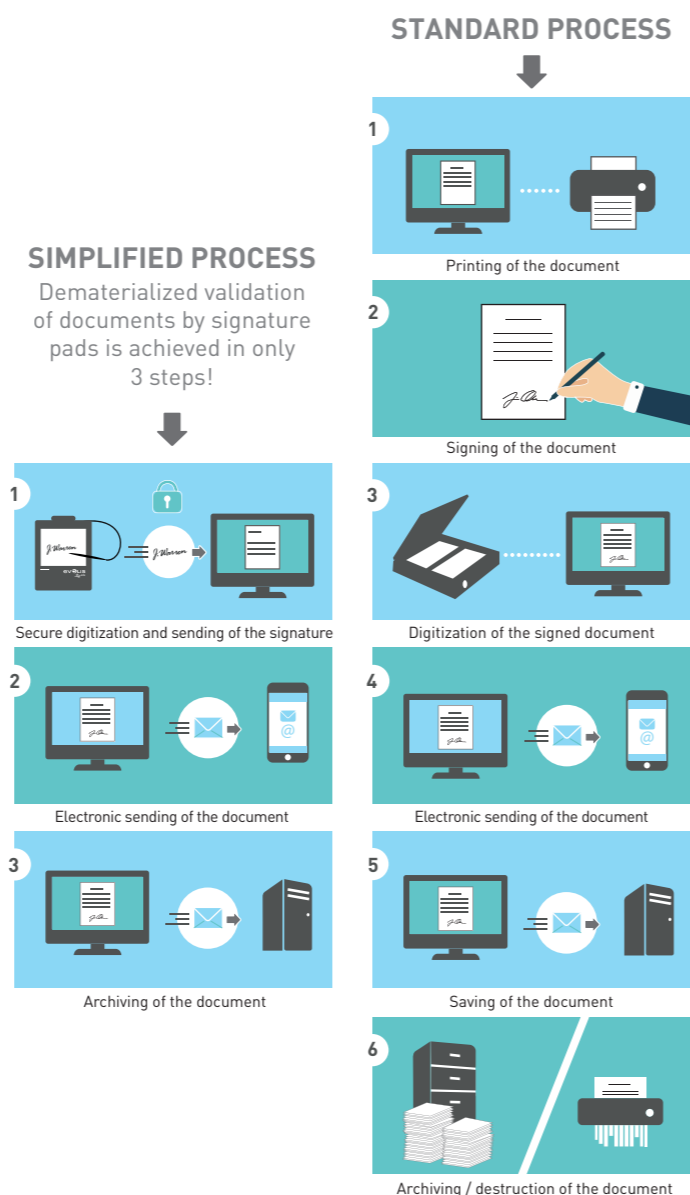 STANDARD PROCESS
1
Printing of the document
2
Signing of the document
3
Digitization of the signed document
4
@
Electronic sending of the document
5
Saving of the document
6
Archiving / destruction of the document
SIMPLIFIED PROCESS
Dematerialized validation
of documents by signature
pads is achieved in only
3 steps!
1
J.Warren
evolis
J.Warren
Secure digitization and sending of the signature
2
@
Electronic sending of the document
3
Archiving of the document